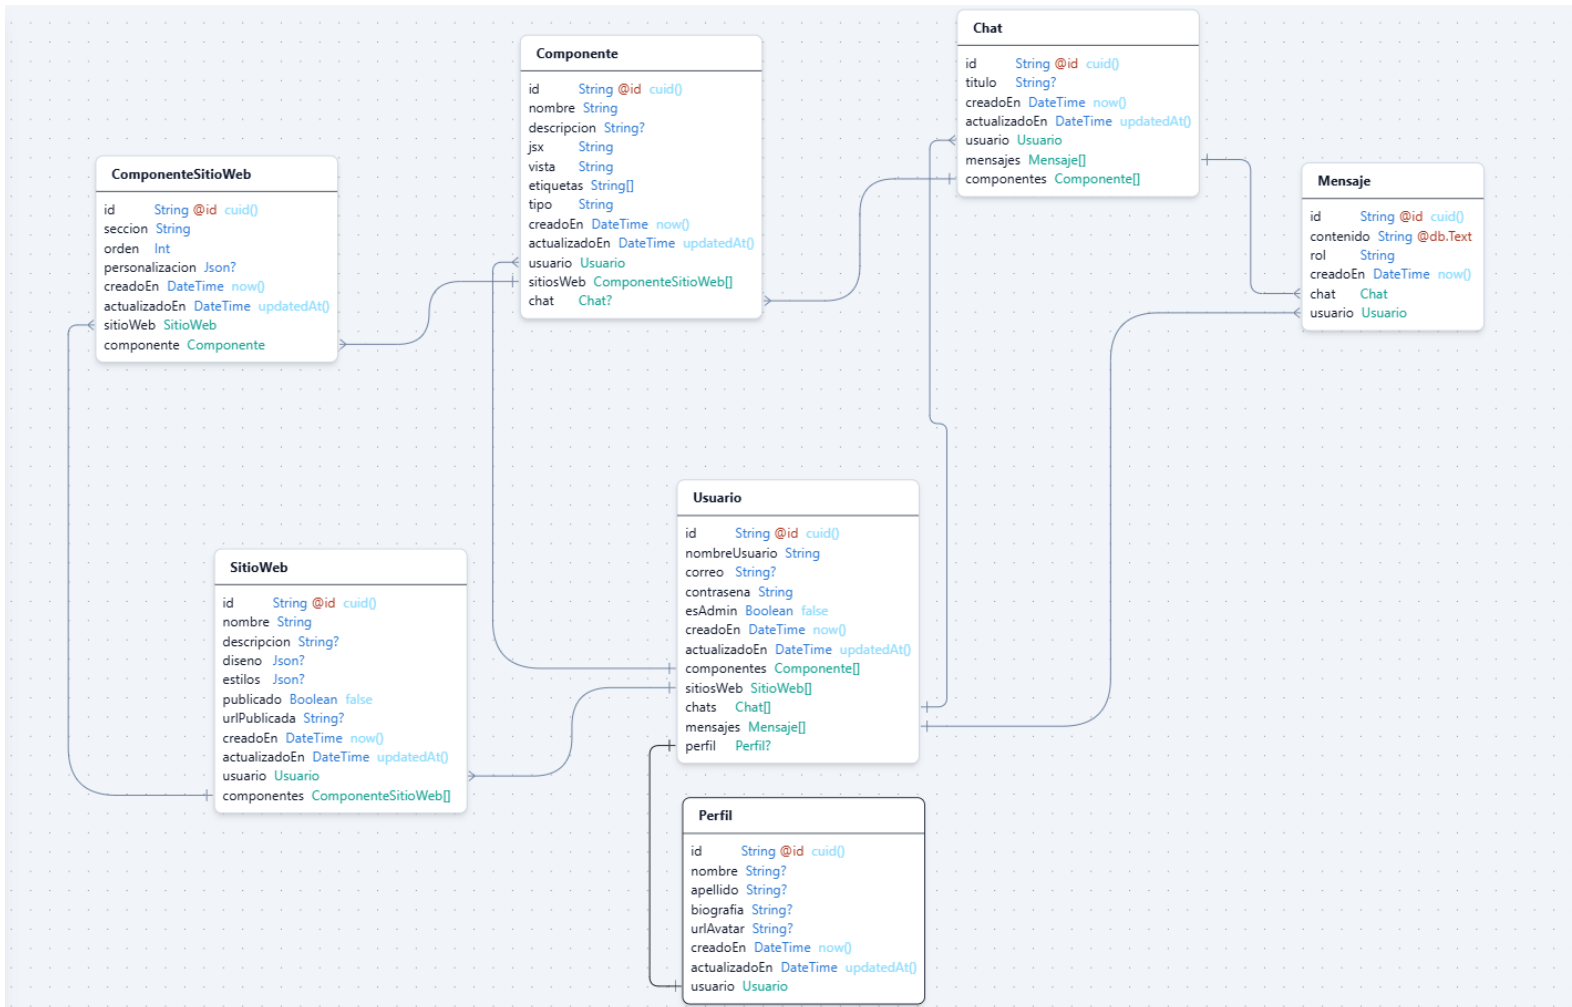 ComponenteSitioWeb
id String @id cuid()
seccion String
orden Int
personalizacion Json?
creadoEn DateTime now()
actualizadoEn DateTime updatedAt()
sitioWeb SitioWeb
componente Componente
Componente
id String @id cuid()
nombre String
descripcion String?
jsx String
vista String
etiquetas String[]
tipo String
creadoEn DateTime now()
actualizadoEn DateTime updatedAt()
usuario Usuario
sitiosWeb ComponenteSitioWeb[]
chat Chat?
Chat
id String @id cuid()
titulo String?
creadoEn DateTime now()
actualizadoEn DateTime updatedAt()
usuario Usuario
mensajes Mensaje[]
componentes Componente[]
Mensaje
id String @id cuid()
contenido String @db.Text
rol String
creadoEn DateTime now()
chat Chat
usuario Usuario
SitioWeb
id String @id cuid()
nombre String
descripcion String?
diseno Json?
estilos Json?
publicado Boolean false
urlPublicada String?
creadoEn DateTime now()
actualizadoEn DateTime updatedAt()
usuario Usuario
componentes ComponenteSitioWeb[]
Usuario
id String @id cuid()
nombreUsuario String
correo String?
contrasena String
esAdmin Boolean false
creadoEn DateTime now()
actualizadoEn DateTime updatedAt()
componentes Componente[]
sitiosWeb SitioWeb[]
chats Chat[]
mensajes Mensaje[]
perfil Perfil?
Perfil
id String @id cuid()
nombre String?
apellido String?
biografia String?
urlAvatar String?
creadoEn DateTime now()
actualizadoEn DateTime updatedAt()
usuario Usuario